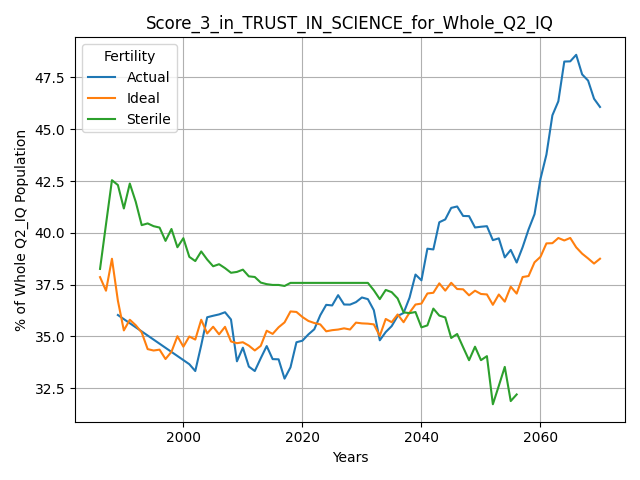 Score_3_in_TRUST_IN_SCIENCE_for_Whole_Q2_IQ
Fertility
Actual
Ideal
Sterile
47.5
45.0
42.5
40.0
37.5
35.0
32.5
% of Whole Q2_IQ Population
2000
2020
2040
2060
Years